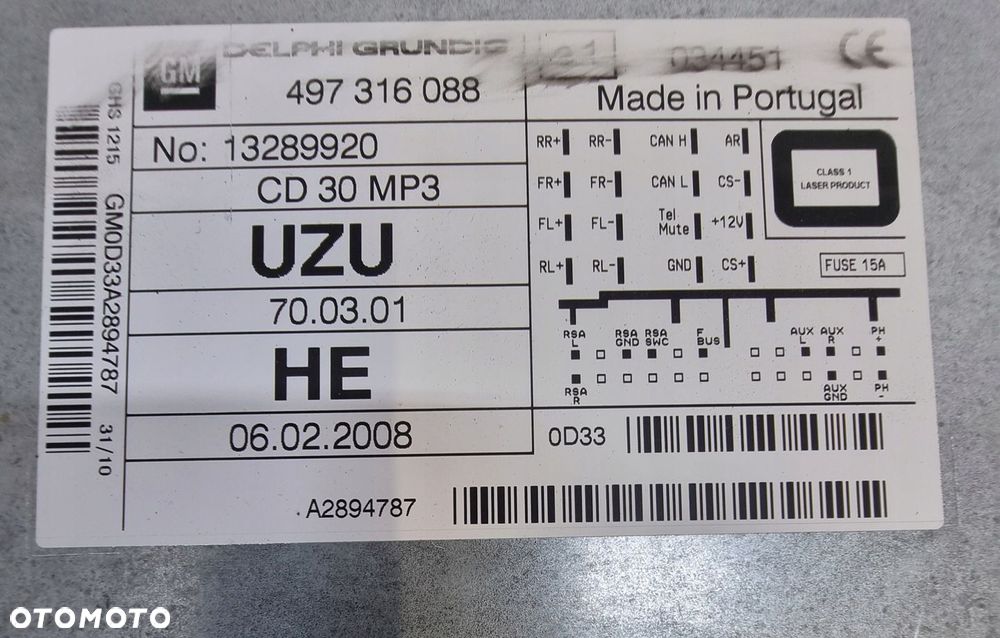 GM
DELPHI GRUNDIG
e1
034451
CE
497 316 088
Made in Portugal
No: 13289920
CD 30 MP3
UZU
70.03.01
HE
06.02.2008
GHS 1215
GM0D33A2894787
31/10
RR+ RR- CAN H AR
FR+ FR- CAN L CS-
FL+ FL- Tel Mute +12V
RL+ RL- GND CS+
CLASS 1
LASER PRODUCT
FUSE 15A
RSA L RSA GND RSA SWC F BUS AUX L AUX R PH +
RSA R AUX GND PH -
0D33
A2894787
OTOMOTO